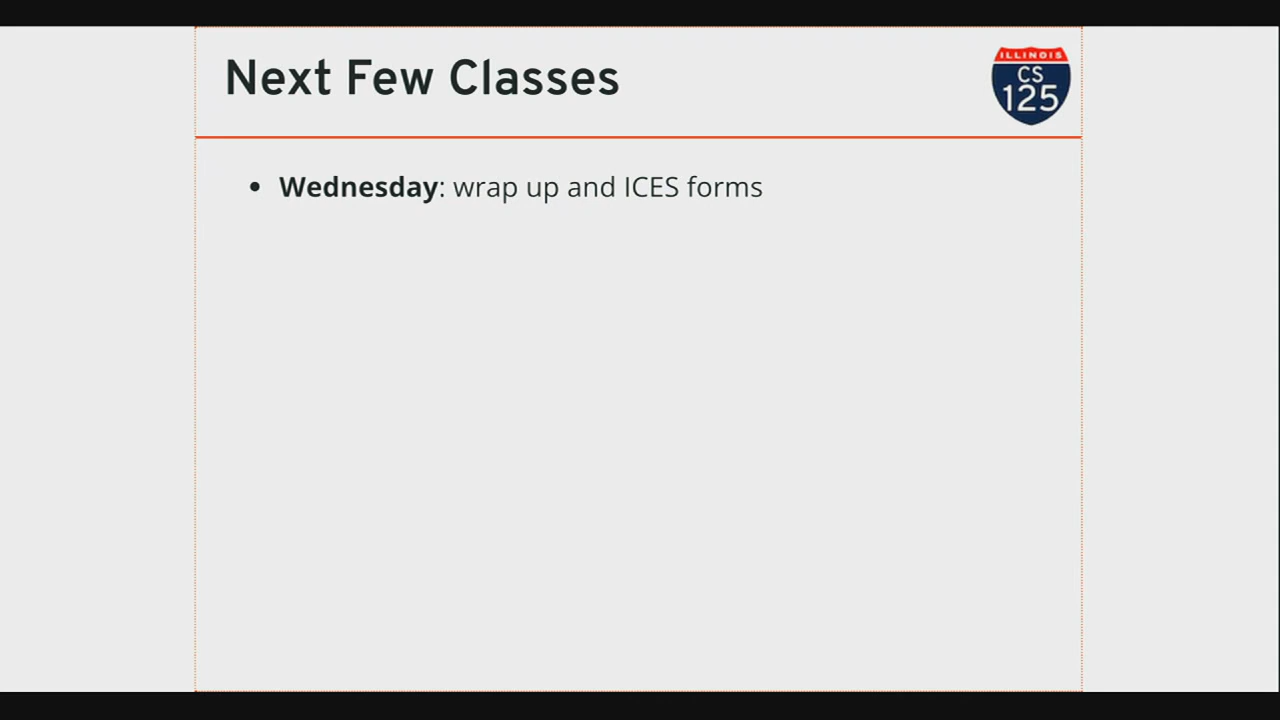 Next Few Classes
ILLINOIS
CS
125
Wednesday: wrap up and ICES forms